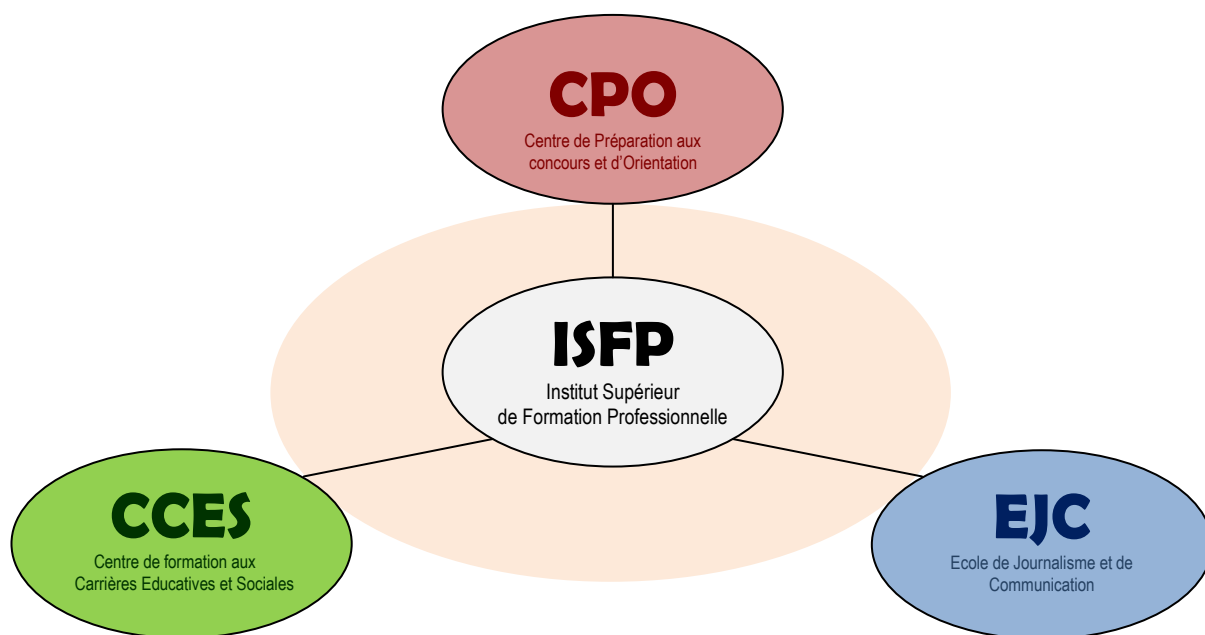 CPO
Centre de Préparation aux
concours et d’Orientation
ISFP
Institut Supérieur
de Formation Professionnelle
CCES
Centre de formation aux
Carrières Educatives et Sociales
EJC
Ecole de Journalisme et de
Communication